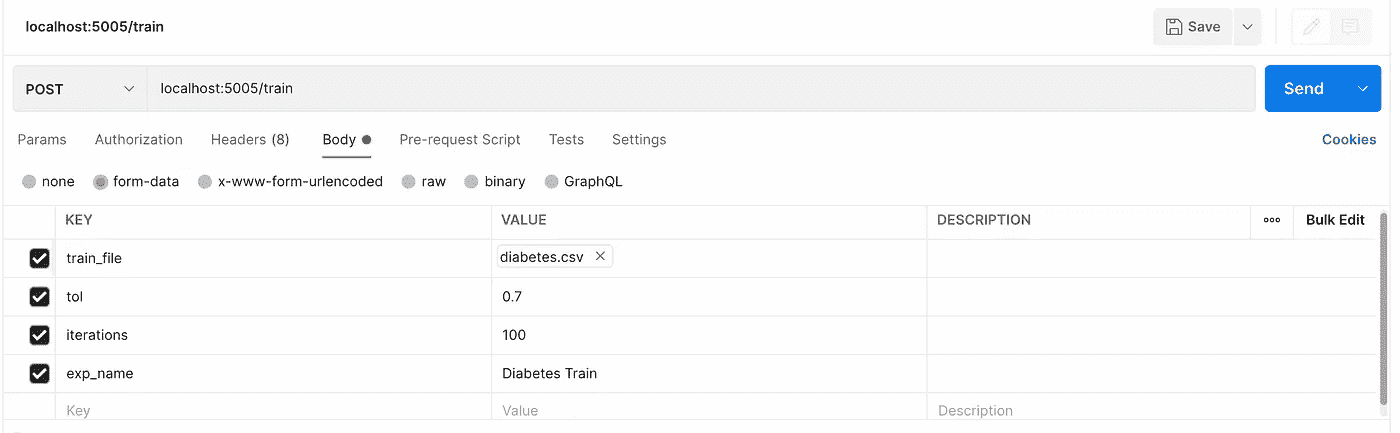 localhost:5005/train Save
POST localhost:5005/train Send
Params Authorization Headers (8) Body Pre-request Script Tests Settings Cookies
none form-data x-www-form-urlencoded raw binary GraphQL
KEY VALUE DESCRIPTION ooo Bulk Edit
train_file diabetes.csv
tol 0.7
iterations 100
exp_name Diabetes Train
Key Value Description